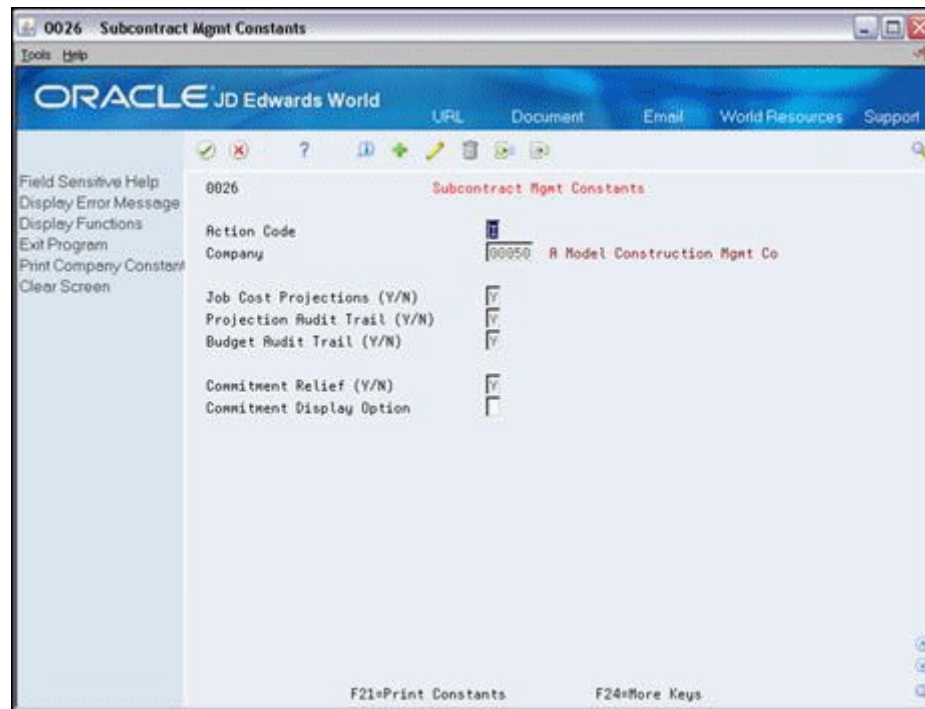 0026 Subcontract Mgmt Constants
Tools Help
ORACLE JD Edwards World
URL Document Email World Resources Support
?
Field Sensitive Help
Display Error Message
Display Functions
Exit Program
Print Company Constant
Clear Screen
0026 Subcontract Mgmt Constants
Action Code I
Company 00050 A Model Construction Mgmt Co
Job Cost Projections (Y/N) Y
Projection Audit Trail (Y/N) Y
Budget Audit Trail (Y/N) Y
Commitment Relief (Y/N) Y
Commitment Display Option
F21=Print Constants F24=More Keys